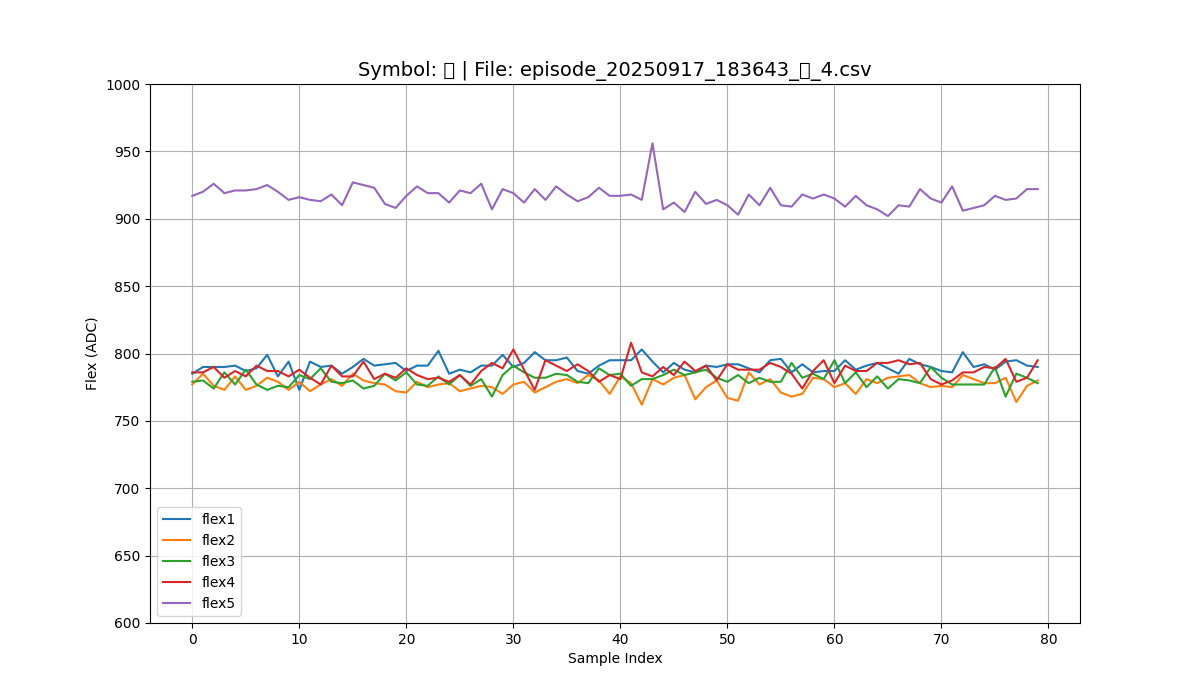 Symbol: | File: episode_20250917_183643_▯_4.csv
1000
950
900
850
800
750
700
650
600
Flex (ADC)
flex1
flex2
flex3
flex4
flex5
0 10 20 30 40 50 60 70 80
Sample Index